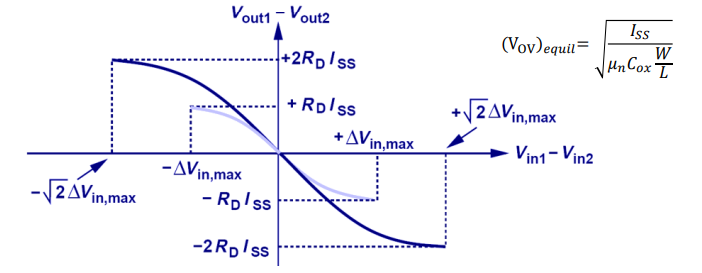 Vout1 − Vout2
(VOV)equil = √(ISS / (μnCox W/L))
+2RD ISS
+ RD ISS
+√2 ΔVin,max
+ΔVin,max
Vin1 − Vin2
−ΔVin,max
−√2 ΔVin,max
− RD ISS
−2RD ISS